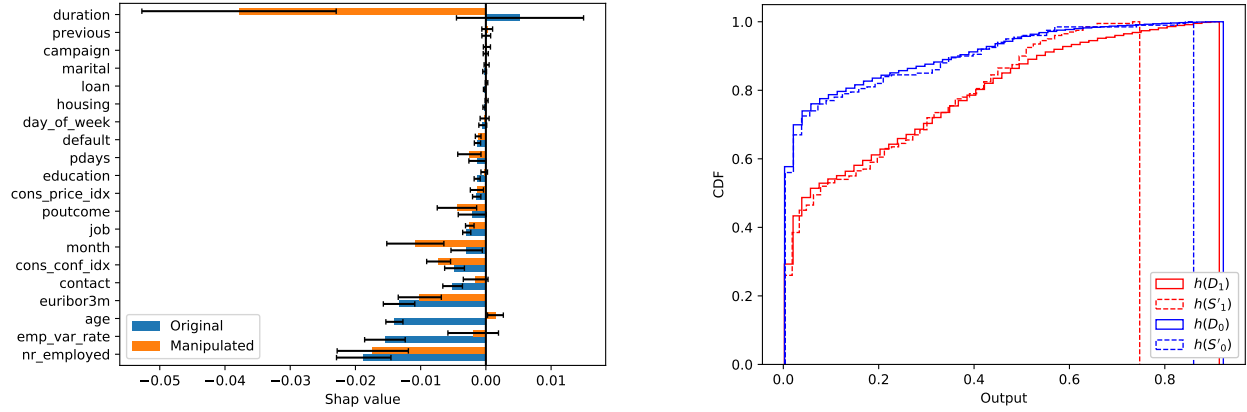 duration
previous
campaign
marital
loan
housing
day_of_week
default
pdays
education
cons_price_idx
poutcome
job
month
cons_conf_idx
contact
euribor3m
age
emp_var_rate
nr_employed
Original
Manipulated
−0.05 −0.04 −0.03 −0.02 −0.01 0.00 0.01
Shap value
1.0
0.8
0.6
0.4
0.2
0.0
CDF
h(D₁)
h(S'₁)
h(D₀)
h(S'₀)
0.0 0.2 0.4 0.6 0.8
Output